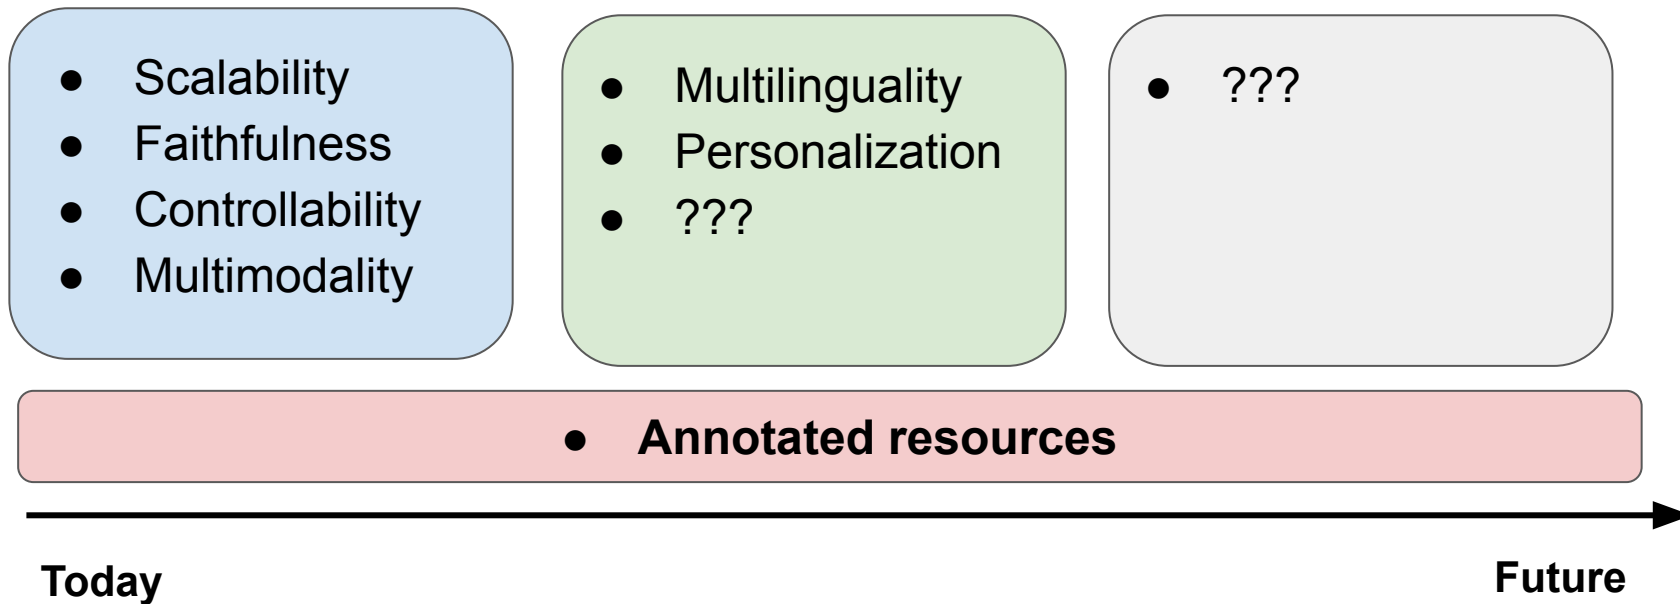 ● Scalability
● Faithfulness
● Controllability
● Multimodality
● Multilinguality
● Personalization
● ???
● ???
● Annotated resources
Today
Future